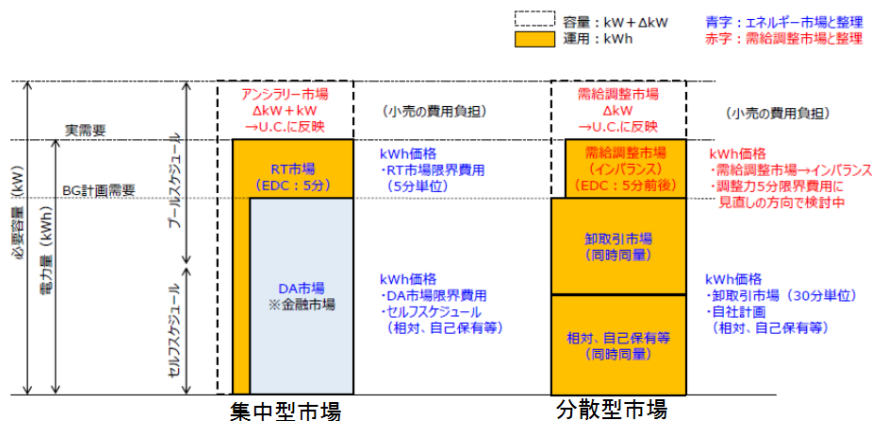 容量：kW＋ΔkW
運用：kWh
青字：エネルギー市場と整理
赤字：需給調整市場と整理
必要容量（kW）
電力量（kWh）
実需要
BG計画需要
プールスケジュール
セルフスケジュール
アンシラリー市場
ΔkW＋kW
→U.C.に反映
RT市場
（EDC：5分）
DA市場
※金融市場
集中型市場
（小売の費用負担）
kWh価格
・RT市場限界費用
（5分単位）
kWh価格
・DA市場限界費用
・セルフスケジュール
（相対、自己保有等）
需給調整市場
ΔkW
→U.C.に反映
需給調整市場
（インバランス）
（EDC：5分前後）
卸取引市場
（同時同量）
相対、自己保有等
（同時同量）
分散型市場
（小売の費用負担）
kWh価格
・需給調整市場→インバランス
・調整力5分限界費用に
見直しの方向で検討中
kWh価格
・卸取引市場（30分単位）
・自社計画
（相対、自己保有等）